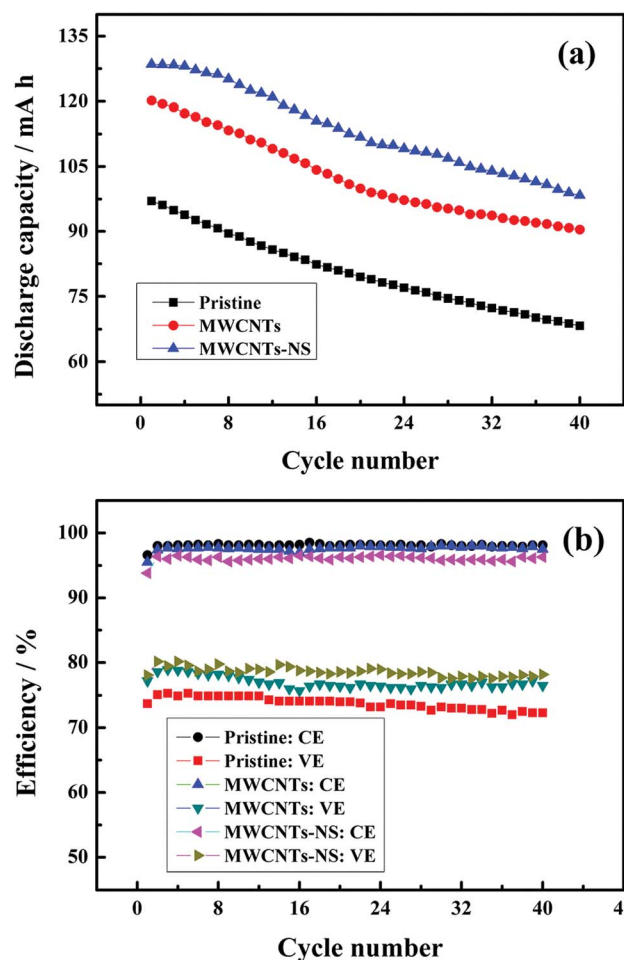 135
(a)
120
105
90
75
60
Discharge capacity / mA h
Pristine
MWCNTs
MWCNTs-NS
0 8 16 24 32 40
Cycle number
100
(b)
90
80
70
60
50
Efficiency / %
Pristine: CE
Pristine: VE
MWCNTs: CE
MWCNTs: VE
MWCNTs-NS: CE
MWCNTs-NS: VE
0 8 16 24 32 40 4
Cycle number